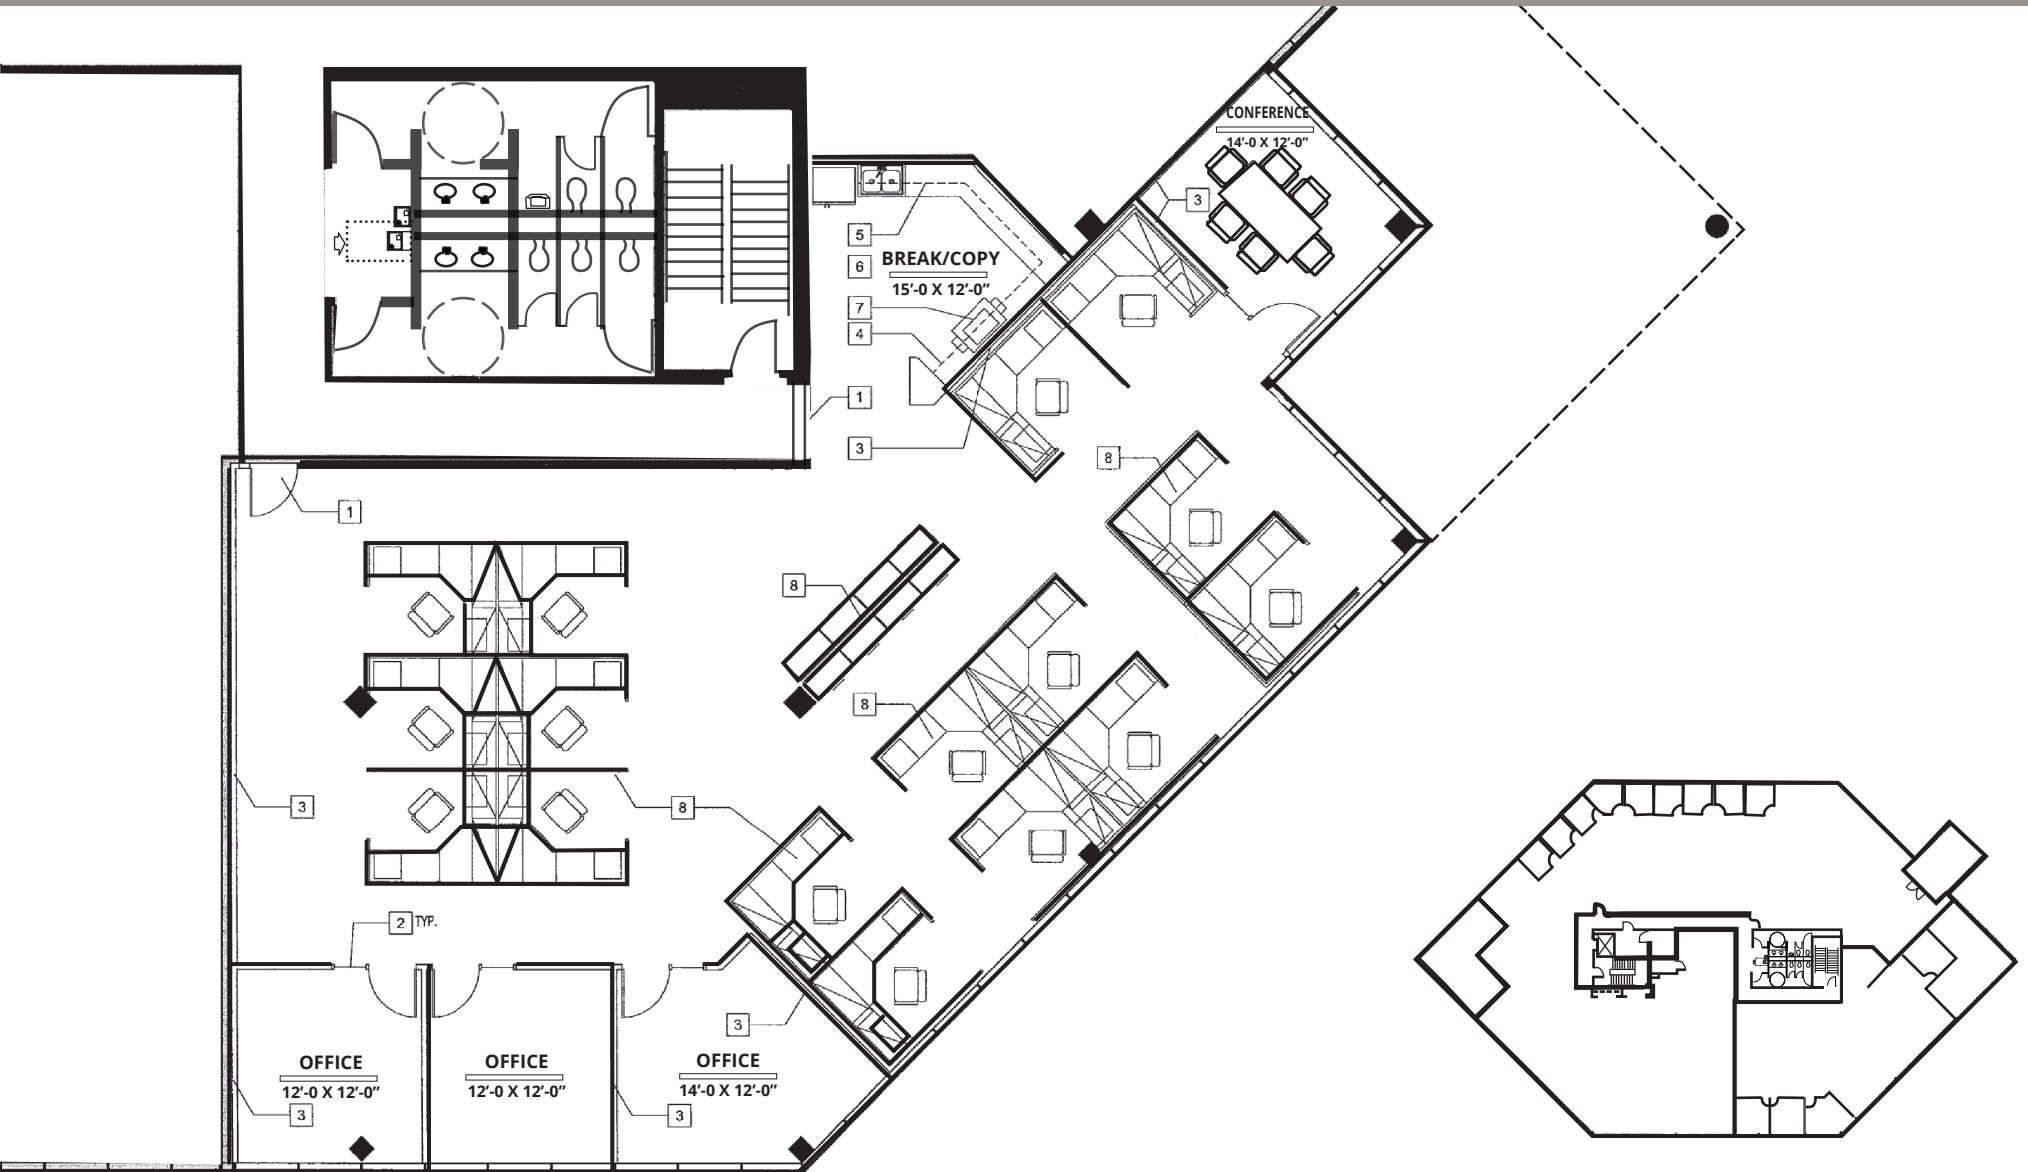 CONFERENCE
14’-0 X 12’-0”
3
5
6
BREAK/COPY
15’-0 X 12’-0”
7
4
1
3
8
1
8
8
3
8
2 TYP.
3
OFFICE
12’-0 X 12’-0”
OFFICE
12’-0 X 12’-0”
OFFICE
14’-0 X 12’-0”
3
3